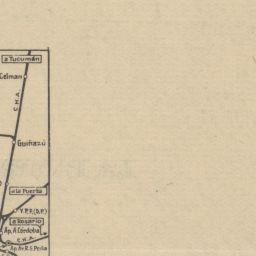 a Tucumán
Celman
C.H.A.
Guiñazú
a la Puerta
Y.P.F.(D.F.)
a Rosario
Ap. A. Córdoba
C.H.A.
Ap. Av. R. S. Peña